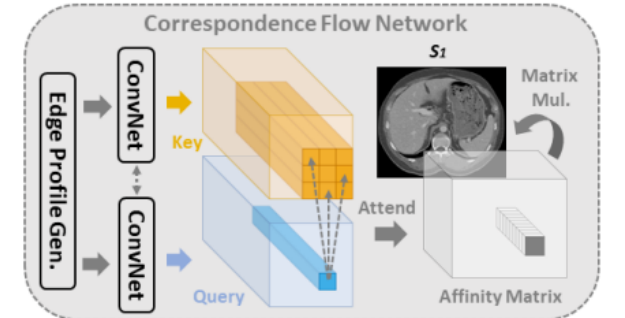 Correspondence Flow Network
S1
Edge Profile Gen.
ConvNet
Key
Matrix
Mul.
ConvNet
Query
Attend
Affinity Matrix